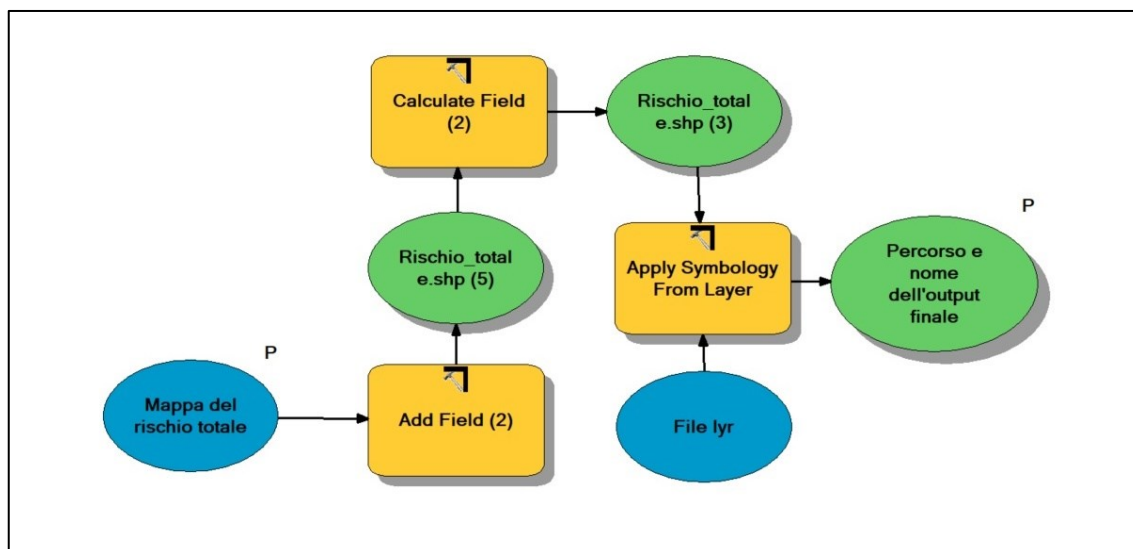 Calculate Field
(2)
Rischio_total
e.shp (3)
P
Rischio_total
e.shp (5)
Apply Symbology
From Layer
Percorso e
nome
dell'output
finale
P
Mappa del
rischio totale
Add Field (2)
File lyr